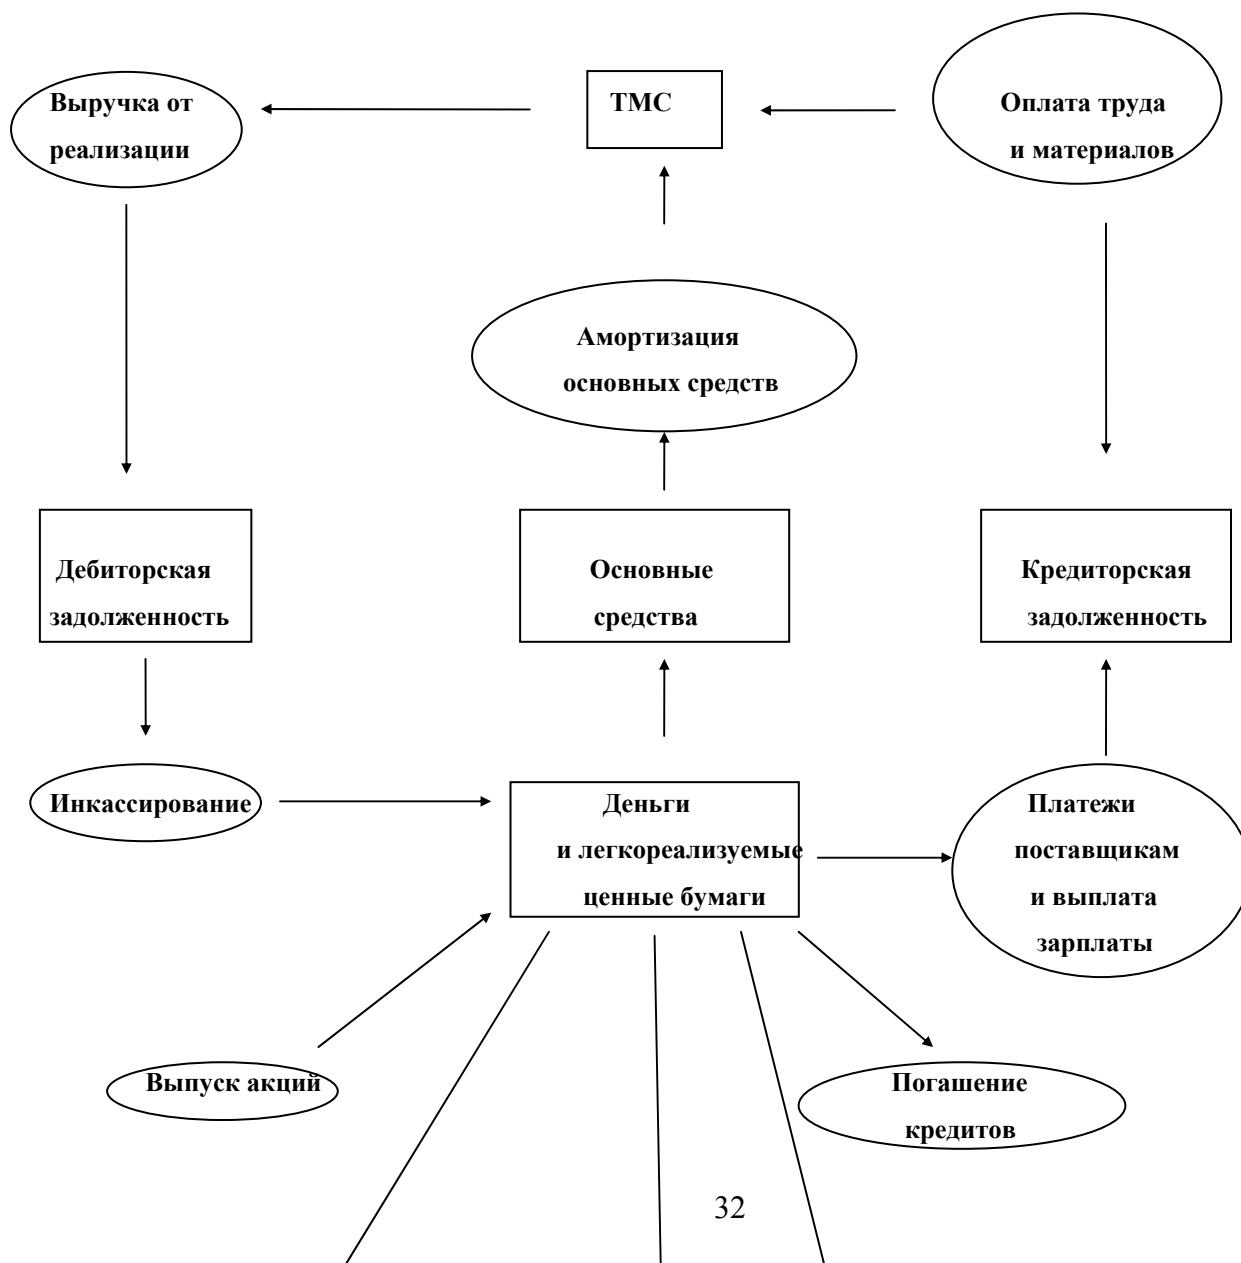 Выручка от
реализации
ТМС
Оплата труда
и материалов
Амортизация
основных средств
Дебиторская
задолженность
Основные
средства
Кредиторская
задолженность
Инкассирование
Деньги
и легкореализуемые
ценные бумаги
Платежи
поставщикам
и выплата
зарплаты
Выпуск акций
Погашение
кредитов
32